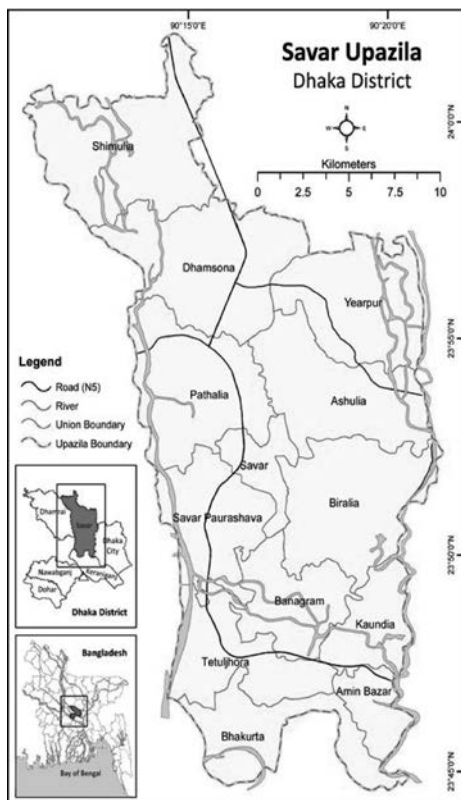 90°15'0"E
90°20'0"E
Savar Upazila
Dhaka District
N
W E
S
Kilometers
0 2.5 5 7.5 10
24°0'0"N
Shimulia
Dhamsona
Yearpur
23°55'0"N
Legend
Road (N5)
River
Union Boundary
Upazila Boundary
Pathalia
Ashulia
Savar
Biralia
Savar Paurashava
23°50'0"N
Dhamrai
Savar
Dhaka
City
Nawabganj
Keraniganj
Dohar
Dhaka District
Banagram
Kaundia
Bangladesh
Tetuljhora
Amin Bazar
Bhakurta
Bay of Bengal
23°45'0"N